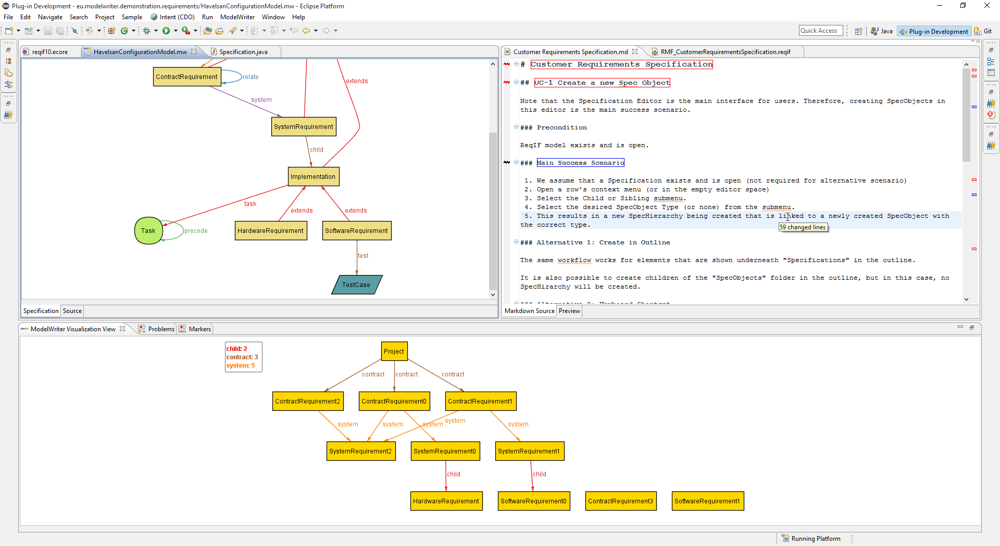 Plug-in Development - eu.modelwriter.demonstration.requirements/HavelsanConfigurationModel.mw - Eclipse Platform
File Edit Navigate Search Project Sample Intent (CDO) Run ModelWriter Window Help
Quick Access Java Plug-in Development Git
reqif10.ecore HavelsanConfigurationModel.mw Specification.java
ContractRequirement
relate
extends
system
SystemRequirement
child
Implementation
task
extends
extends
Task
precede
HardwareRequirement
SoftwareRequirement
test
TestCase
Specification Source
Customer Requirements Specification.md RMF_CustomerRequirementsSpecification.reqif
# Customer Requirements Specification
## UC-1 Create a new Spec Object
Note that the Specification Editor is the main interface for users. Therefore, creating SpecObjects in
this editor is the main success scenario.
### Precondition
ReqIF model exists and is open.
### Main Success Scenario
1. We assume that a Specification exists and is open (not required for alternative scenario)
2. Open a row's context menu (or in the empty editor space)
3. Select the Child or Sibling submenu.
4. Select the desired SpecObject Type (or none) from the submenu.
5. This results in a new SpecHierarchy being created that is linked to a newly created SpecObject with
the correct type.
59 changed lines
### Alternative 1: Create in Outline
The same workflow works for elements that are shown underneath "Specifications" in the outline.
It is also possible to create children of the "SpecObjects" folder in the outline, but in this case, no
SpecHirarchy will be created.
Markdown Source Preview
ModelWriter Visualization View Problems Markers
child: 2
contract: 3
system: 5
Project
contract contract contract
ContractRequirement2 ContractRequirement0 ContractRequirement1
system system system system system
SystemRequirement2 SystemRequirement0 SystemRequirement1
child child
HardwareRequirement SoftwareRequirement0 ContractRequirement3 SoftwareRequirement1
Running Platform